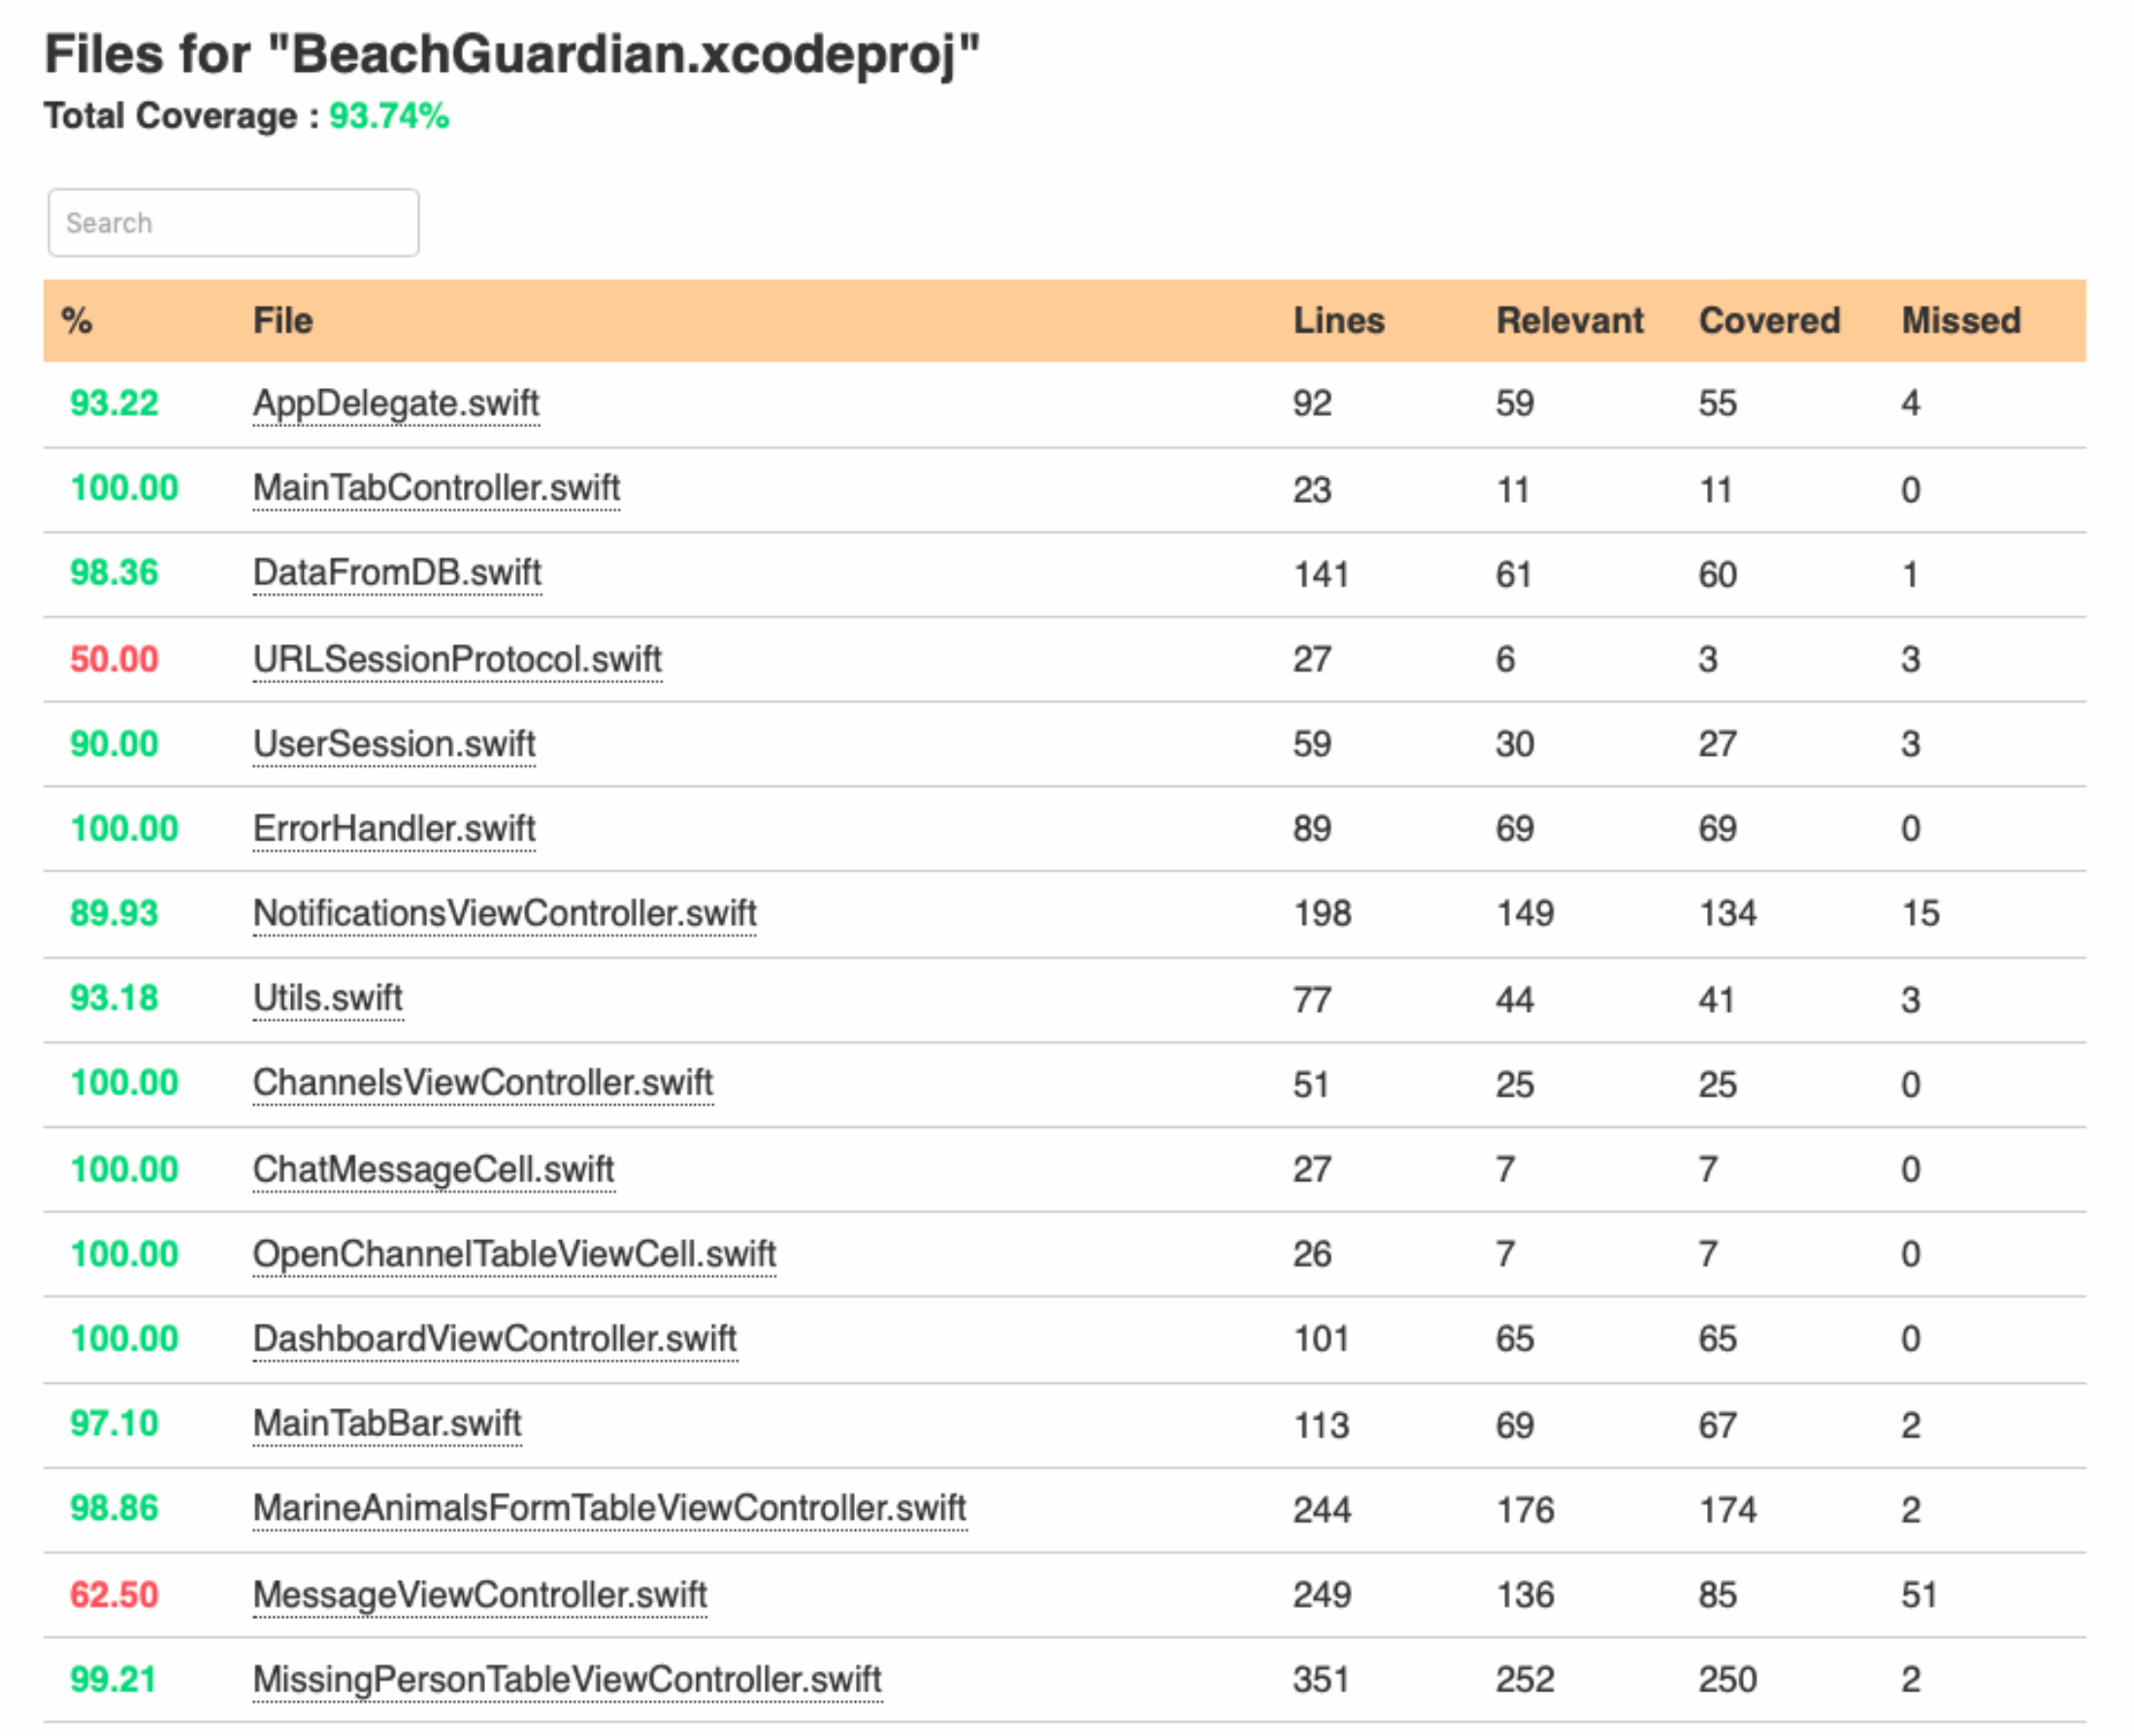 Files for "BeachGuardian.xcodeproj"
Total Coverage : 93.74%
Search
% File Lines Relevant Covered Missed
93.22 AppDelegate.swift 92 59 55 4
100.00 MainTabController.swift 23 11 11 0
98.36 DataFromDB.swift 141 61 60 1
50.00 URLSessionProtocol.swift 27 6 3 3
90.00 UserSession.swift 59 30 27 3
100.00 ErrorHandler.swift 89 69 69 0
89.93 NotificationsViewController.swift 198 149 134 15
93.18 Utils.swift 77 44 41 3
100.00 ChannelsViewController.swift 51 25 25 0
100.00 ChatMessageCell.swift 27 7 7 0
100.00 OpenChannelTableViewCell.swift 26 7 7 0
100.00 DashboardViewController.swift 101 65 65 0
97.10 MainTabBar.swift 113 69 67 2
98.86 MarineAnimalsFormTableViewController.swift 244 176 174 2
62.50 MessageViewController.swift 249 136 85 51
99.21 MissingPersonTableViewController.swift 351 252 250 2